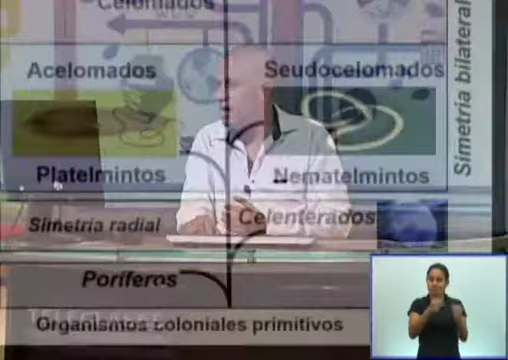 Celomados
Acelomados Seudocelomados
Simetría bilateral
Platelmintos Nematelmintos
Simetría radial Celenterados
Poríferos
Organismos coloniales primitivos